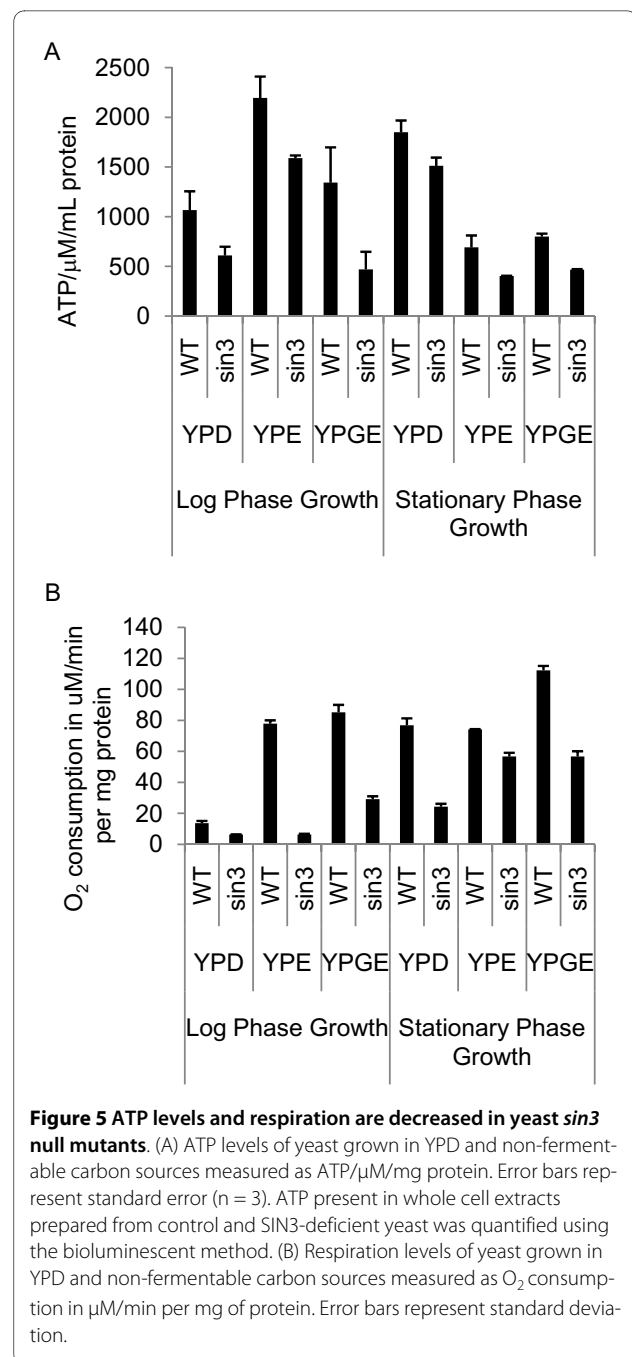 A
ATP/μM/mL protein
2500
2000
1500
1000
500
0
WT
sin3
WT
sin3
WT
sin3
WT
sin3
WT
sin3
WT
sin3
YPD
YPE
YPGE
YPD
YPE
YPGE
Log Phase Growth
Stationary Phase
Growth
B
O₂ consumption in uM/min
per mg protein
140
120
100
80
60
40
20
0
WT
sin3
WT
sin3
WT
sin3
WT
sin3
WT
sin3
WT
sin3
YPD
YPE
YPGE
YPD
YPE
YPGE
Log Phase Growth
Stationary Phase
Growth
Figure 5 ATP levels and respiration are decreased in yeast sin3
null mutants. (A) ATP levels of yeast grown in YPD and non-ferment-
able carbon sources measured as ATP/μM/mg protein. Error bars rep-
resent standard error (n = 3). ATP present in whole cell extracts
prepared from control and SIN3-deficient yeast was quantified using
the bioluminescent method. (B) Respiration levels of yeast grown in
YPD and non-fermentable carbon sources measured as O₂ consump-
tion in μM/min per mg of protein. Error bars represent standard devia-
tion.